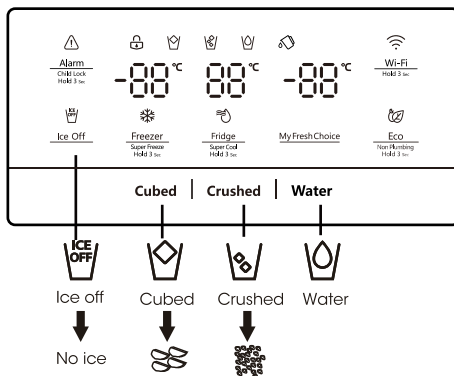 Alarm
Child Lock
Hold 3 Sec
-88 °C
88 °C
-88 °C
Wi-Fi
Hold 3 Sec
ICE OFF
Ice Off
Freezer
Super Freeze
Hold 3 Sec
Fridge
Super Cool
Hold 3 Sec
My Fresh Choice
Eco
Non Plumbing
Hold 3 Sec
Cubed | Crushed | Water
ICE
OFF
Ice off
Cubed
Crushed
Water
No ice